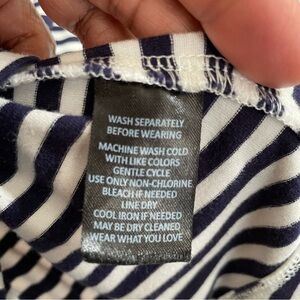 WASH SEPARATELY
BEFORE WEARING
MACHINE WASH COLD
WITH LIKE COLORS
GENTLE CYCLE
USE ONLY NON-CHLORINE
BLEACH IF NEEDED
LINE DRY
COOL IRON IF NEEDED
MAY BE DRY CLEANED
WEAR WHAT YOU LOVE